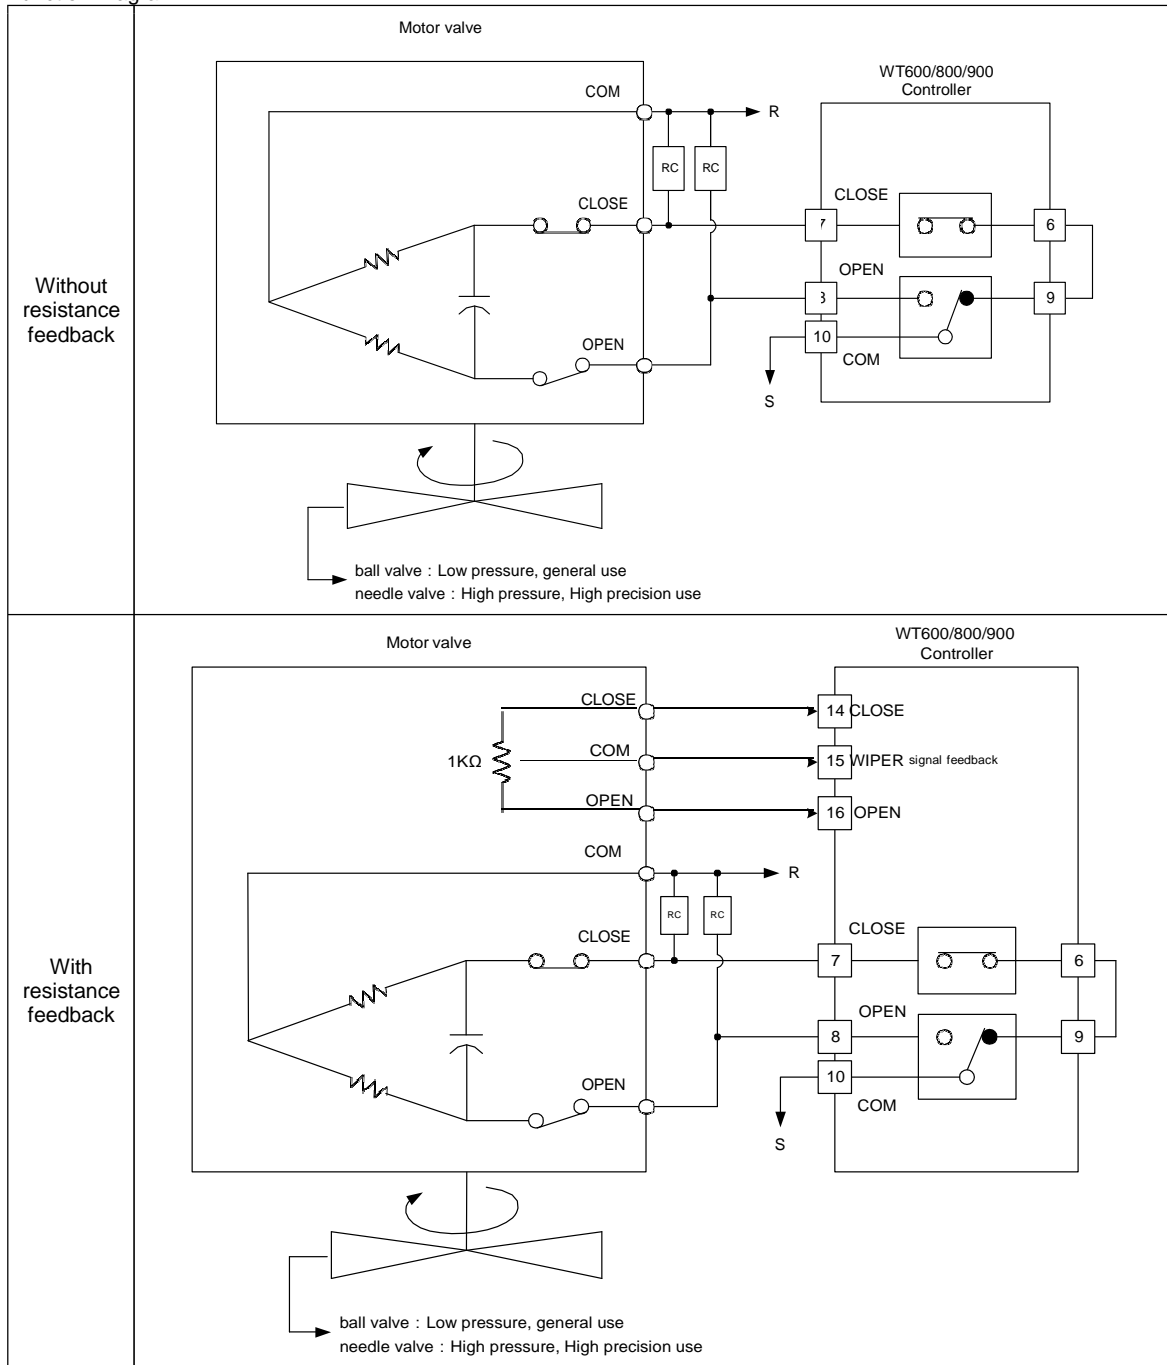 Motor valve
WT600/800/900
Controller
COM
R
RC
RC
CLOSE
CLOSE
7
6
OPEN
8
9
OPEN
10
COM
S
Without
resistance
feedback
ball valve : Low pressure, general use
needle valve : High pressure, High precision use
Motor valve
WT600/800/900
Controller
CLOSE
14 CLOSE
1KΩ
COM
15 WIPER signal feedback
OPEN
16 OPEN
COM
R
RC
RC
CLOSE
CLOSE
7
6
OPEN
8
9
OPEN
10
COM
S
With
resistance
feedback
ball valve : Low pressure, general use
needle valve : High pressure, High precision use